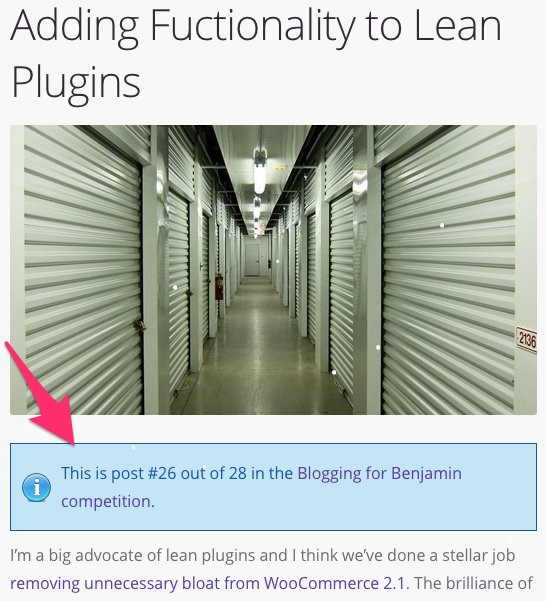 Adding Fuctionality to Lean
Plugins
2136
This is post #26 out of 28 in the Blogging for Benjamin
competition.
I'm a big advocate of lean plugins and I think we've done a stellar job
removing unnecessary bloat from WooCommerce 2.1. The brilliance of